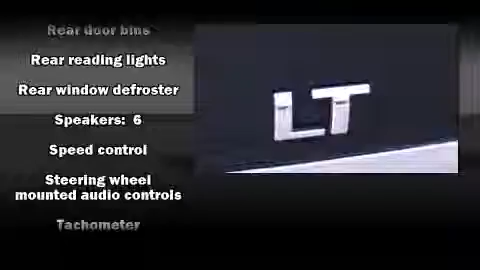 Rear door bins
Rear reading lights
Rear window defroster
Speakers: 6
Speed control
Steering wheel
mounted audio controls
Tachometer
LT